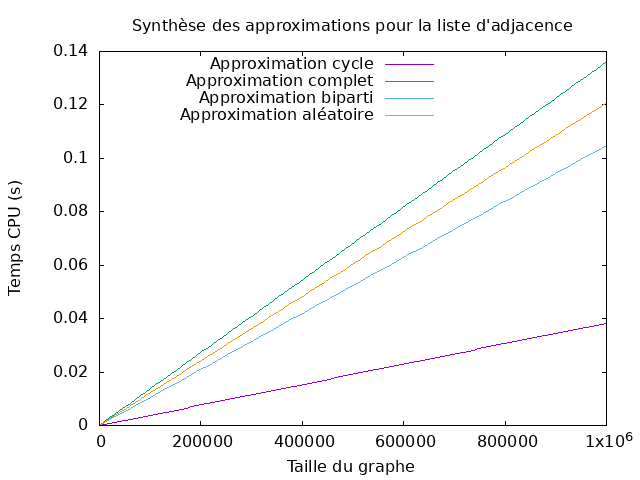 Synthèse des approximations pour la liste d'adjacence
Approximation cycle
Approximation complet
Approximation biparti
Approximation aléatoire
0.14
0.12
0.1
0.08
0.06
0.04
0.02
0
Temps CPU (s)
0 200000 400000 600000 800000 1x10⁶
Taille du graphe